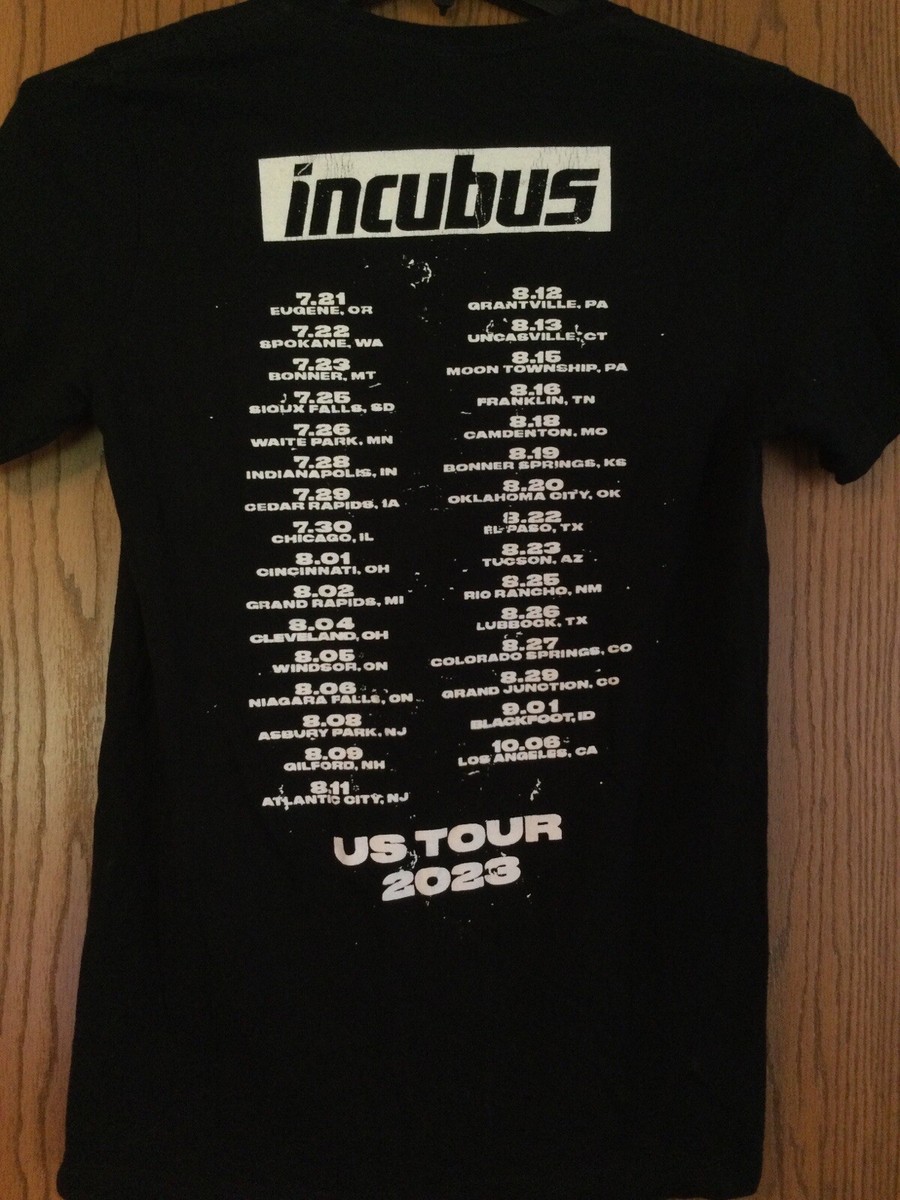 incubus
7.21
EUGENE, OR
7.22
SPOKANE, WA
7.23
BONNER, MT
7.25
SIOUX FALLS, SD
7.26
WAITE PARK, MN
7.28
INDIANAPOLIS, IN
7.29
CEDAR RAPIDS, IA
7.30
CHICAGO, IL
8.01
CINCINNATI, OH
8.02
GRAND RAPIDS, MI
8.04
CLEVELAND, OH
8.05
WINDSOR, ON
8.06
NIAGARA FALLS, ON
8.08
ASBURY PARK, NJ
8.09
GILFORD, NH
8.11
ATLANTIC CITY, NJ
8.12
GRANTVILLE, PA
8.13
UNCASVILLE, CT
8.15
MOON TOWNSHIP, PA
8.16
FRANKLIN, TN
8.18
CAMDENTON, MO
8.19
BONNER SPRINGS, KS
8.20
OKLAHOMA CITY, OK
8.22
EL PASO, TX
8.23
TUCSON, AZ
8.25
RIO RANCHO, NM
8.26
LUBBOCK, TX
8.27
COLORADO SPRINGS, CO
8.29
GRAND JUNCTION, CO
9.01
BLACKFOOT, ID
10.06
LOS ANGELES, CA
US TOUR
2023